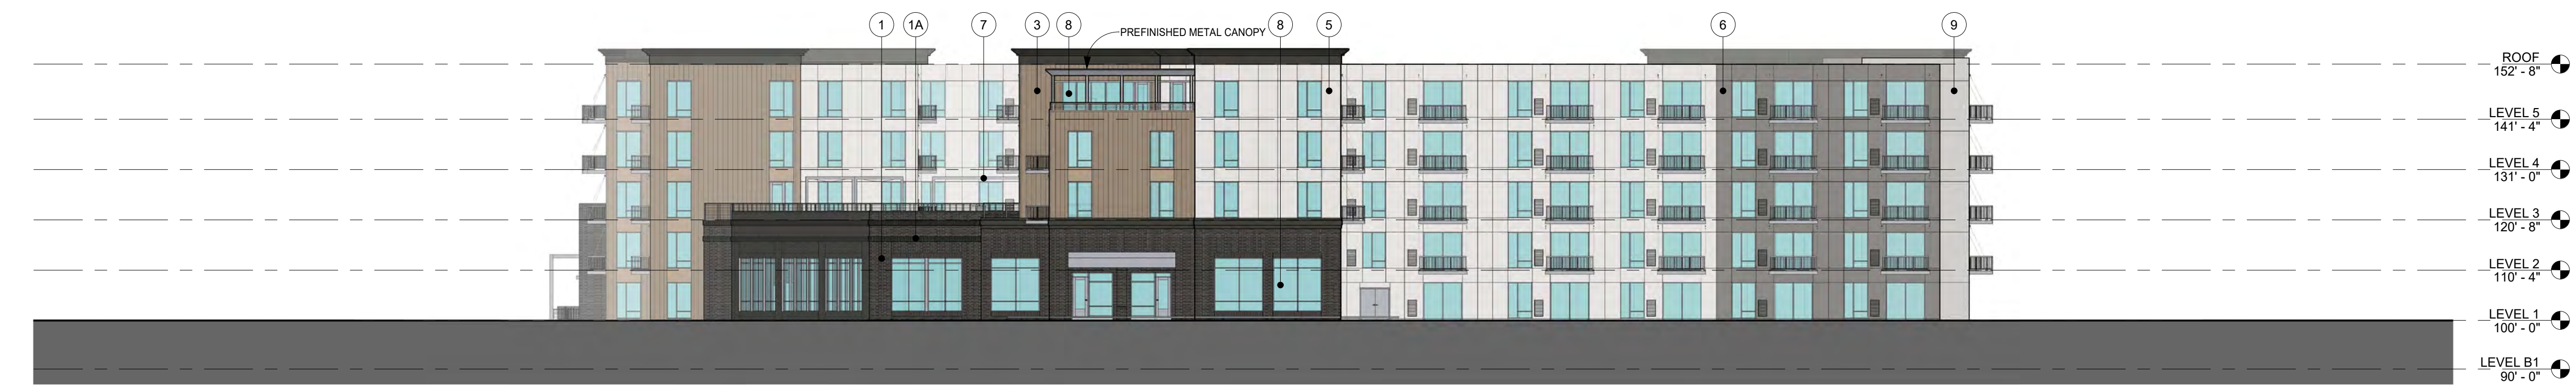 1 1A 7 3 8 8 5 6 9
PREFINISHED METAL CANOPY
ROOF
152' - 8"
LEVEL 5
141' - 4"
LEVEL 4
131' - 0"
LEVEL 3
120' - 8"
LEVEL 2
110' - 4"
LEVEL 1
100' - 0"
LEVEL B1
90' - 0"